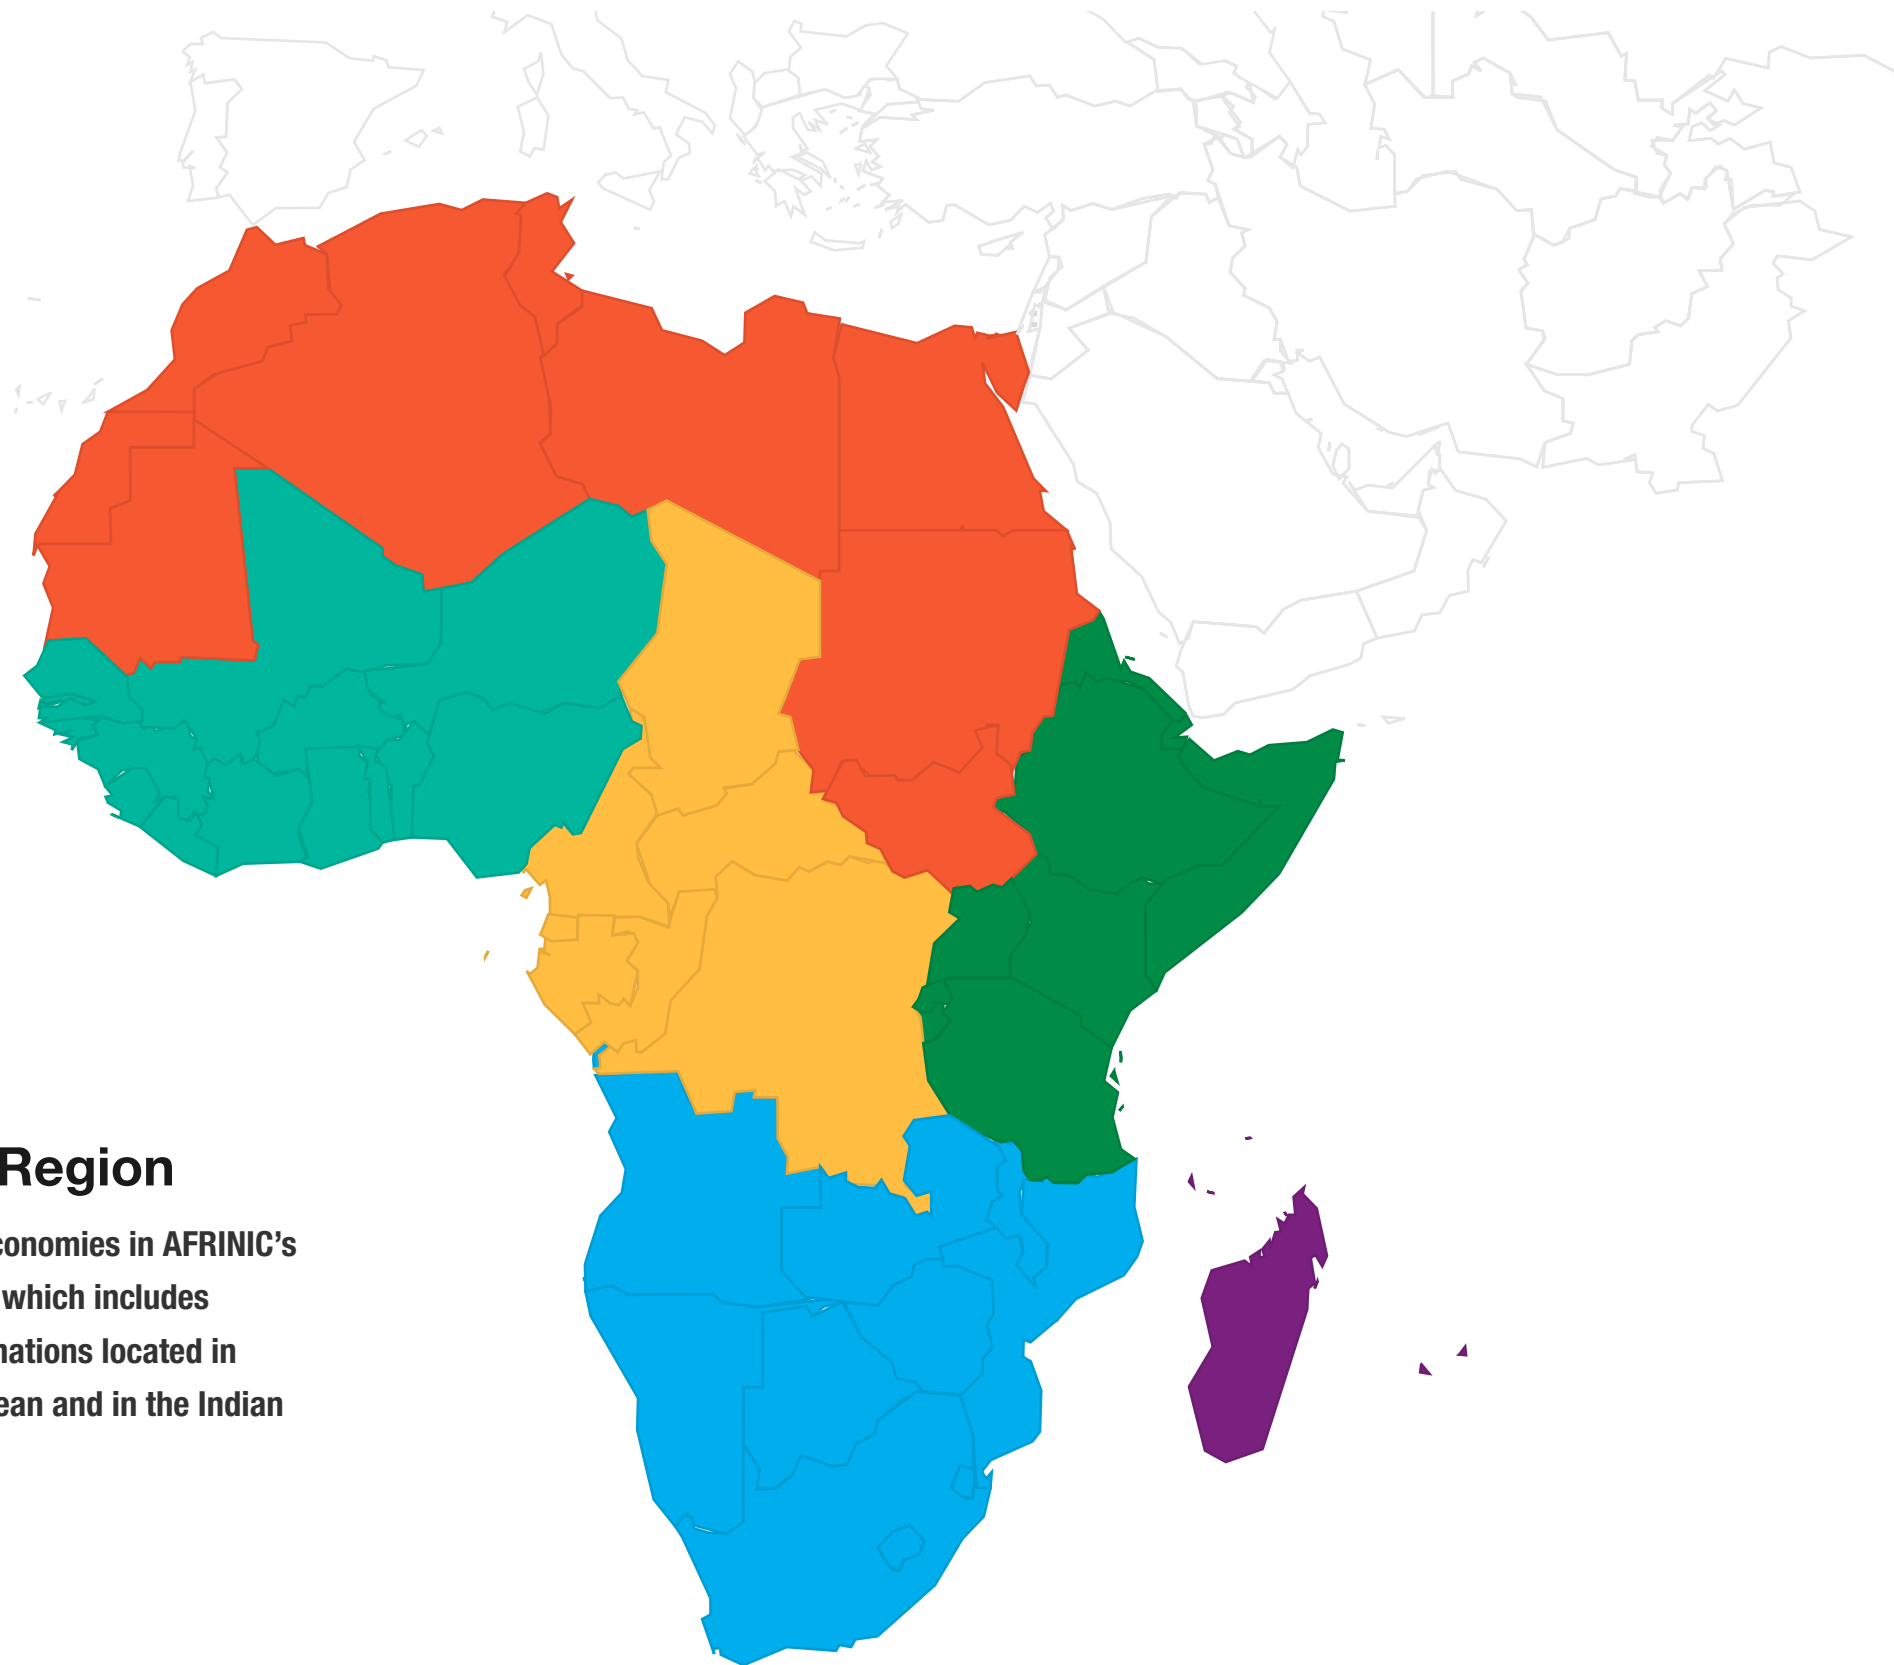 Region
conomies in AFRINIC’s
which includes
nations located in
ean and in the Indian